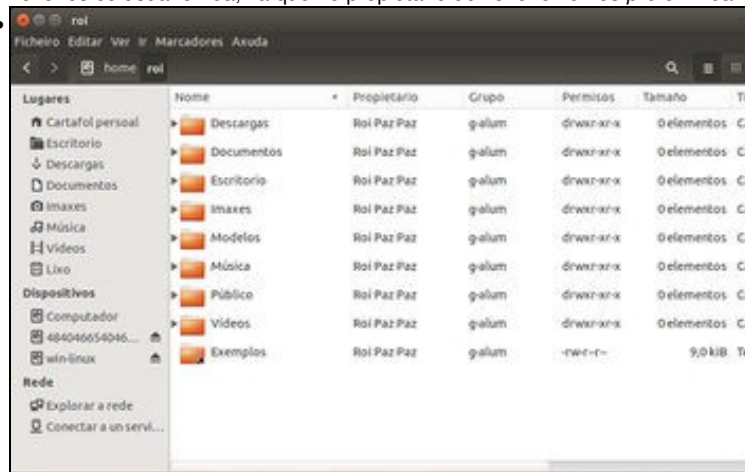 roi
Ficheiro Editar Ver Ir Marcadores Axuda
home roi
Lugares
Cartafol persoal
Escritorio
Descargas
Documentos
Imaxes
Música
Vídeos
Lixo
Dispositivos
Computador
484046654046...
win-linux
Rede
Explorar a rede
Conectar a un servi...
Nome Propietario Grupo Permisos Tamaño
Descargas Roi Paz Paz g-alum drwxr-xr-x 0 elementos
Documentos Roi Paz Paz g-alum drwxr-xr-x 0 elementos
Escritorio Roi Paz Paz g-alum drwxr-xr-x 0 elementos
Imaxes Roi Paz Paz g-alum drwxr-xr-x 0 elementos
Modelos Roi Paz Paz g-alum drwxr-xr-x 0 elementos
Música Roi Paz Paz g-alum drwxr-xr-x 0 elementos
Público Roi Paz Paz g-alum drwxr-xr-x 0 elementos
Vídeos Roi Paz Paz g-alum drwxr-xr-x 0 elementos
Exemplos Roi Paz Paz g-alum -rw-r--r-- 9,0 kiB